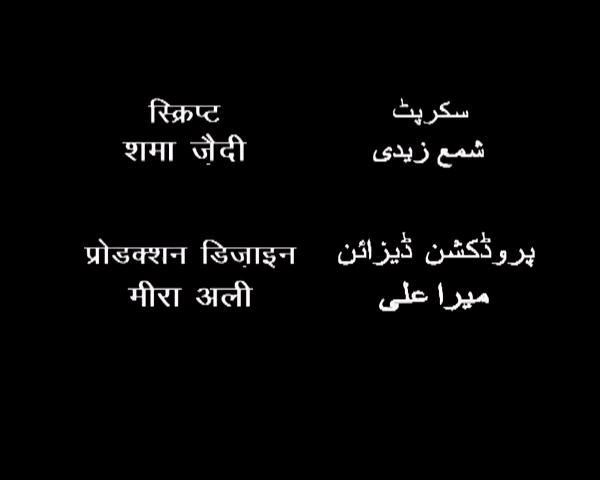 स्क्रिप्ट
سکرپٹ
शमा ज़ैदी
شمع زیدی
प्रोडक्शन डिज़ाइन
پروڈکشن ڈیزائن
मीरा अली
میرا علی